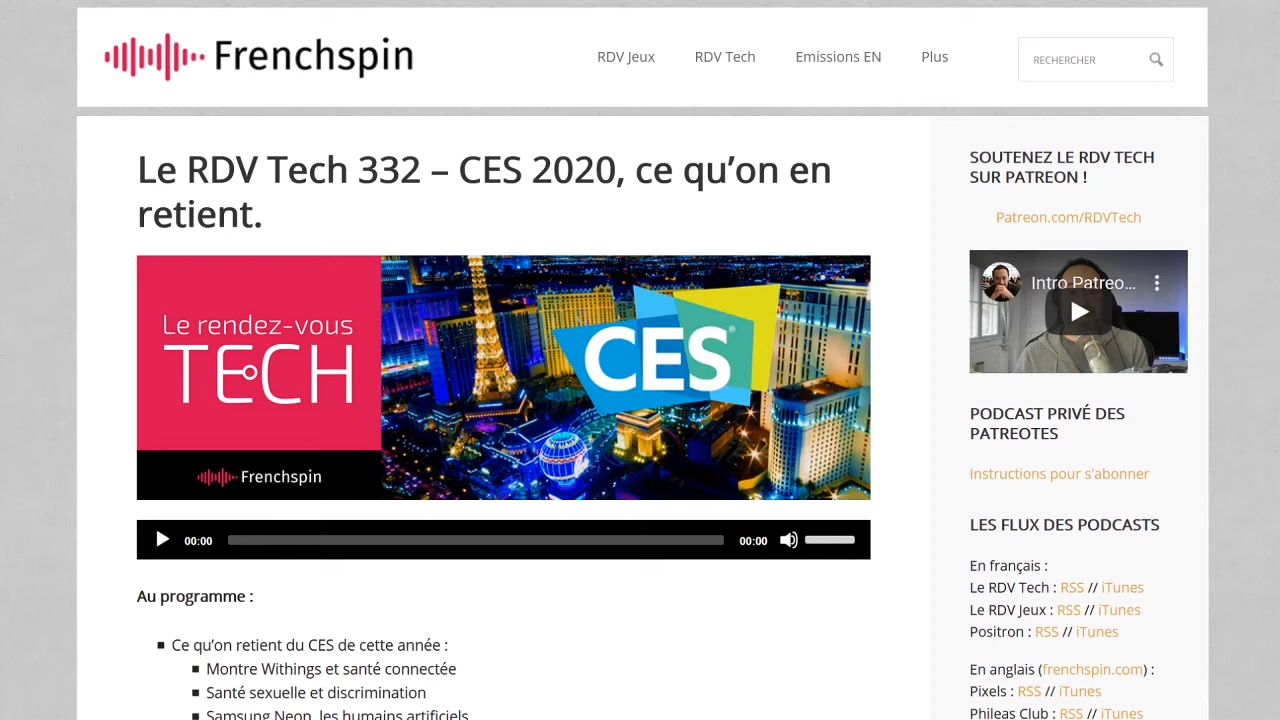 Frenchspin
RDV Jeux
RDV Tech
Emissions EN
Plus
RECHERCHER
Le RDV Tech 332 – CES 2020, ce qu’on en
retient.
Le rendez-vous
TECH
Frenchspin
CES®
00:00
00:00
Au programme :
Ce qu’on retient du CES de cette année :
Montre Withings et santé connectée
Santé sexuelle et discrimination
Samsung Neon, les humains artificiels
SOUTENEZ LE RDV TECH
SUR PATREON !
Patreon.com/RDVTech
Intro Patreo...
PODCAST PRIVÉ DES
PATREOTES
Instructions pour s'abonner
LES FLUX DES PODCASTS
En français :
Le RDV Tech : RSS // iTunes
Le RDV Jeux : RSS // iTunes
Positron : RSS // iTunes
En anglais (frenchspin.com) :
Pixels : RSS // iTunes
Phileas Club : RSS // iTunes